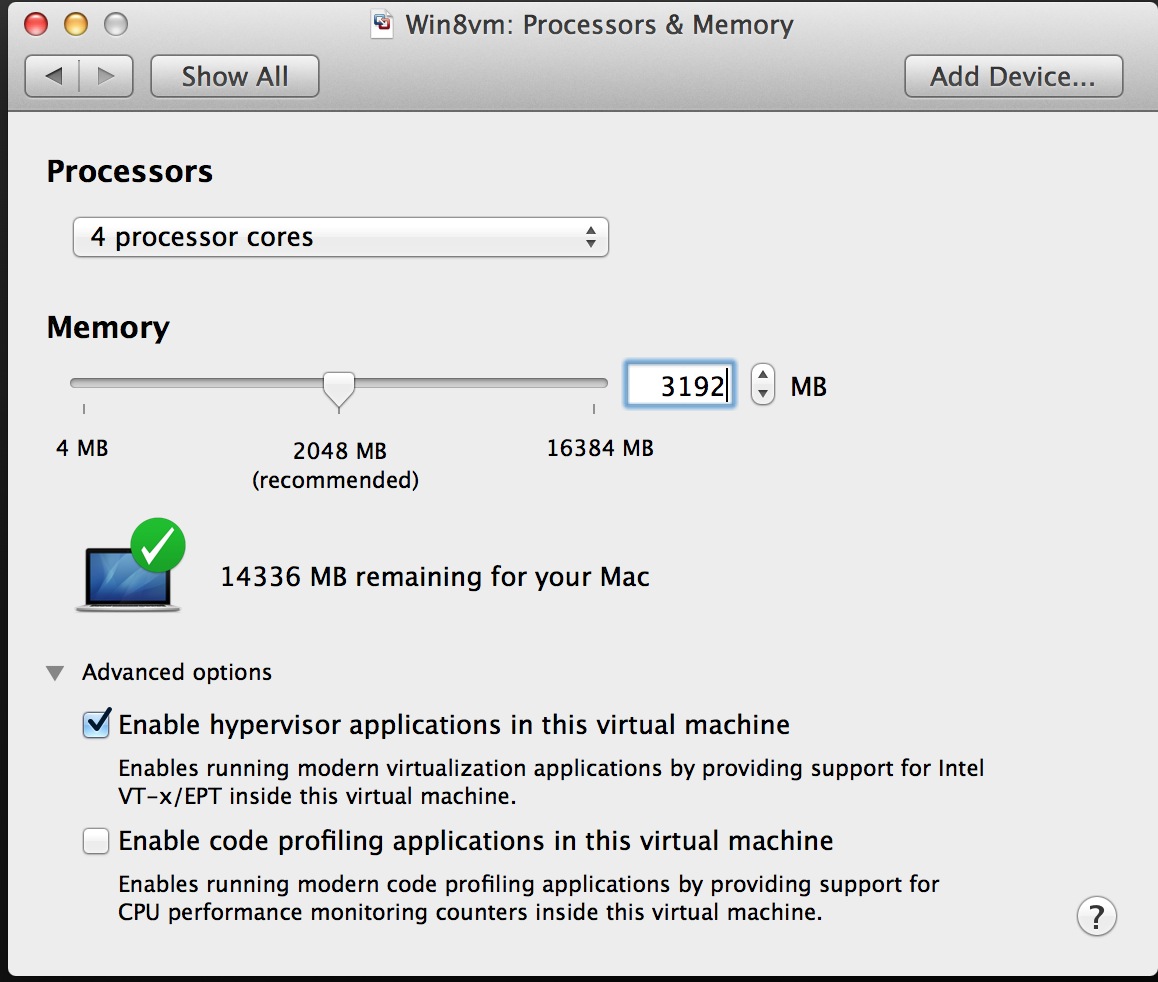 Win8vm: Processors & Memory
Show All
Add Device...
Processors
4 processor cores
Memory
3192 MB
4 MB
2048 MB
16384 MB
(recommended)
14336 MB remaining for your Mac
Advanced options
Enable hypervisor applications in this virtual machine
Enables running modern virtualization applications by providing support for Intel
VT-x/EPT inside this virtual machine.
Enable code profiling applications in this virtual machine
Enables running modern code profiling applications by providing support for
CPU performance monitoring counters inside this virtual machine.
?